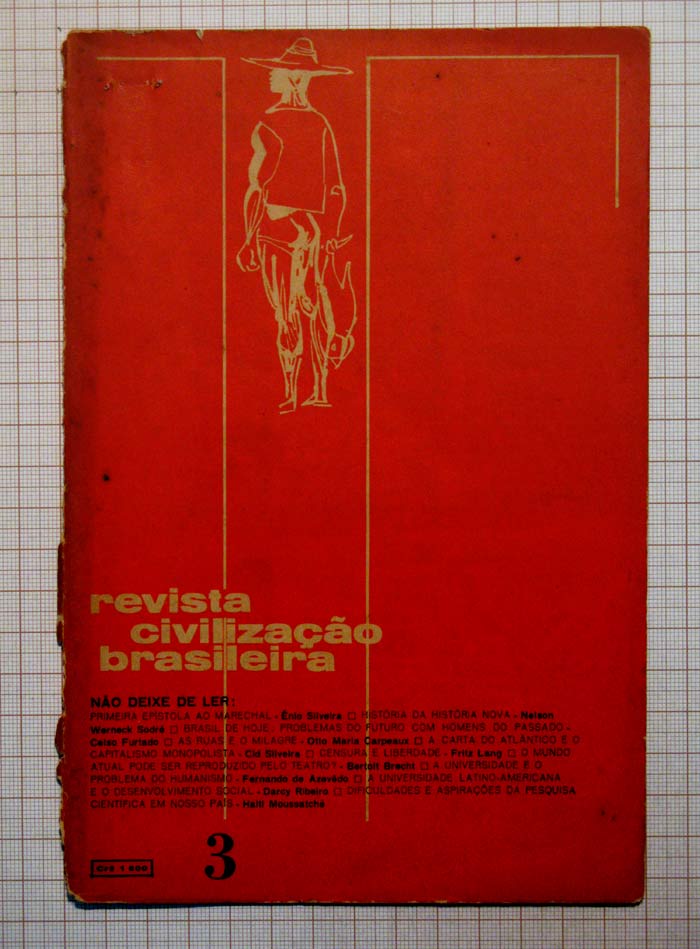 revista
civilização
brasileira
NÃO DEIXE DE LER:
PRIMEIRA EPISTOLA AO MARECHAL - Ênio Silveira □ HISTÓRIA DA HISTÓRIA NOVA - Nelson
Werneck Sodré □ BRASIL DE HOJE: PROBLEMAS DO FUTURO COM HOMENS DO PASSADO -
Celso Furtado □ AS RUAS E O MILAGRE - Otto Maria Carpeaux □ A CARTA DO ATLÂNTICO E O
CAPITALISMO MONOPOLISTA - Cid Silveira □ CENSURA E LIBERDADE - Fritz Lang □ O MUNDO
ATUAL PODE SER REPRODUZIDO PELO TEATRO? - Bertolt Brecht □ A UNIVERSIDADE E O
PROBLEMA DO HUMANISMO - Fernando de Azevêdo □ A UNIVERSIDADE LATINO-AMERICANA
E O DESENVOLVIMENTO SOCIAL - Darcy Ribeiro □ DIFICULDADES E ASPIRAÇÕES DA PESQUISA
CIENTÍFICA EM NOSSO PAÍS - Haiti Moussatché
3